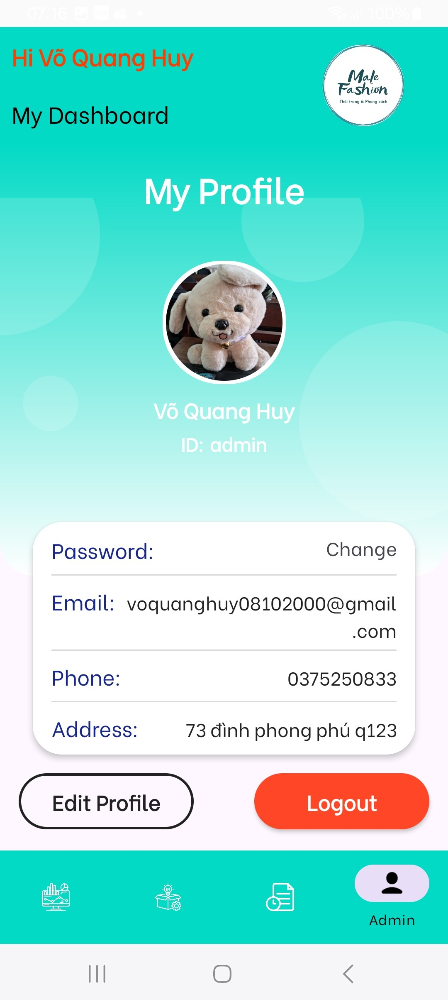 07:16
100%
Hi Võ Quang Huy
Male
Fashion
Thời trang & Phong cách
My Dashboard
My Profile
Võ Quang Huy
ID: admin
Password: Change
Email: voquanghuy08102000@gmail
.com
Phone: 0375250833
Address: 73 đình phong phú q123
Edit Profile
Logout
Admin